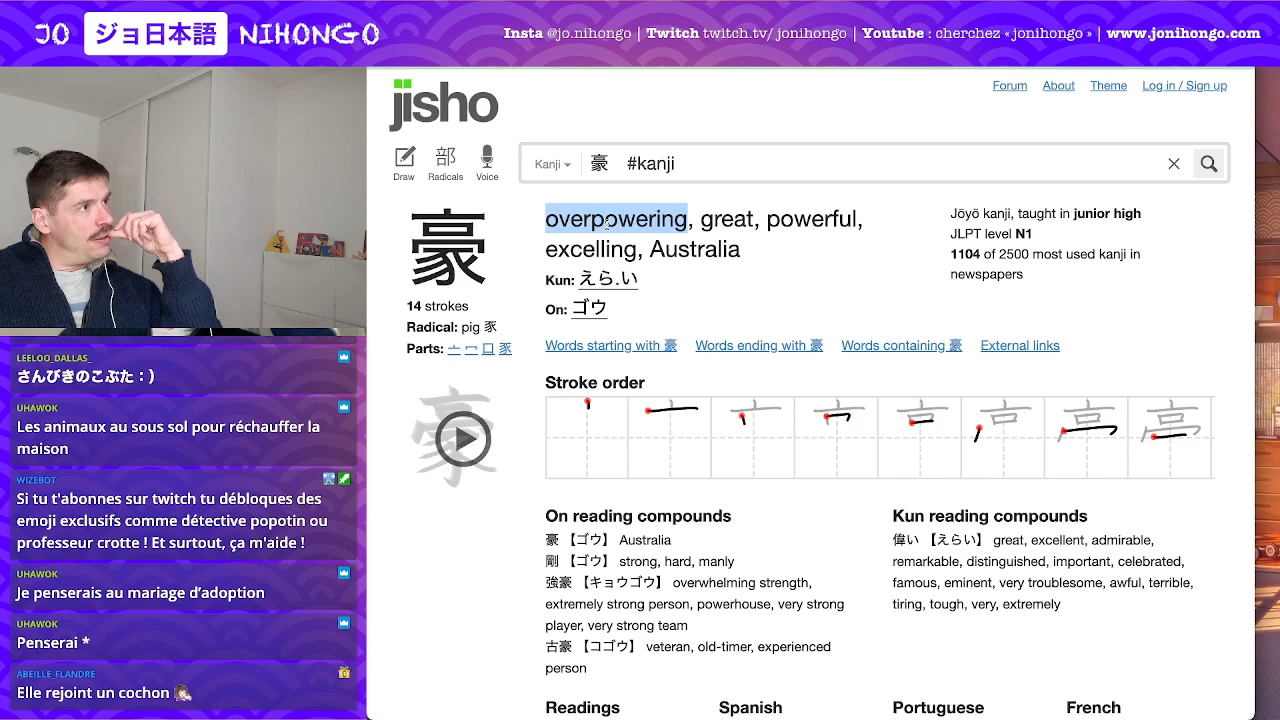 JO ジョ日本語 NIHONGO
Insta @jo.nihongo | Twitch twitch.tv/ jonihongo | Youtube : cherchez « jonihongo » | www.jonihongo.com
jisho
Forum About Theme Log in / Sign up
Draw 部 Radicals Voice
Kanji 豪 #kanji
豪
14 strokes
Radical: pig 豕
Parts: 亠 冖 口 豕
豪
overpowering, great, powerful,
excelling, Australia
Kun: えら.い
On: ゴウ
Jōyō kanji, taught in junior high
JLPT level N1
1104 of 2500 most used kanji in
newspapers
Words starting with 豪 Words ending with 豪 Words containing 豪 External links
Stroke order
On reading compounds
豪 【ゴウ】 Australia
剛 【ゴウ】 strong, hard, manly
強豪 【キョウゴウ】 overwhelming strength,
extremely strong person, powerhouse, very strong
player, very strong team
古豪 【コゴウ】 veteran, old-timer, experienced
person
Kun reading compounds
偉い 【えらい】 great, excellent, admirable,
remarkable, distinguished, important, celebrated,
famous, eminent, very troublesome, awful, terrible,
tiring, tough, very, extremely
Readings Spanish Portuguese French
LEELOO_DALLAS_
さんびきのこぶた : )
UHAWOK
Les animaux au sous sol pour réchauffer la
maison
WIZEBOT
Si tu t'abonnes sur twitch tu débloques des
emoji exclusifs comme détective popotin ou
professeur crotte ! Et surtout, ça m'aide !
UHAWOK
Je penserais au mariage d’adoption
UHAWOK
Penserai *
ABEILLE_FLANDRE
Elle rejoint un cochon